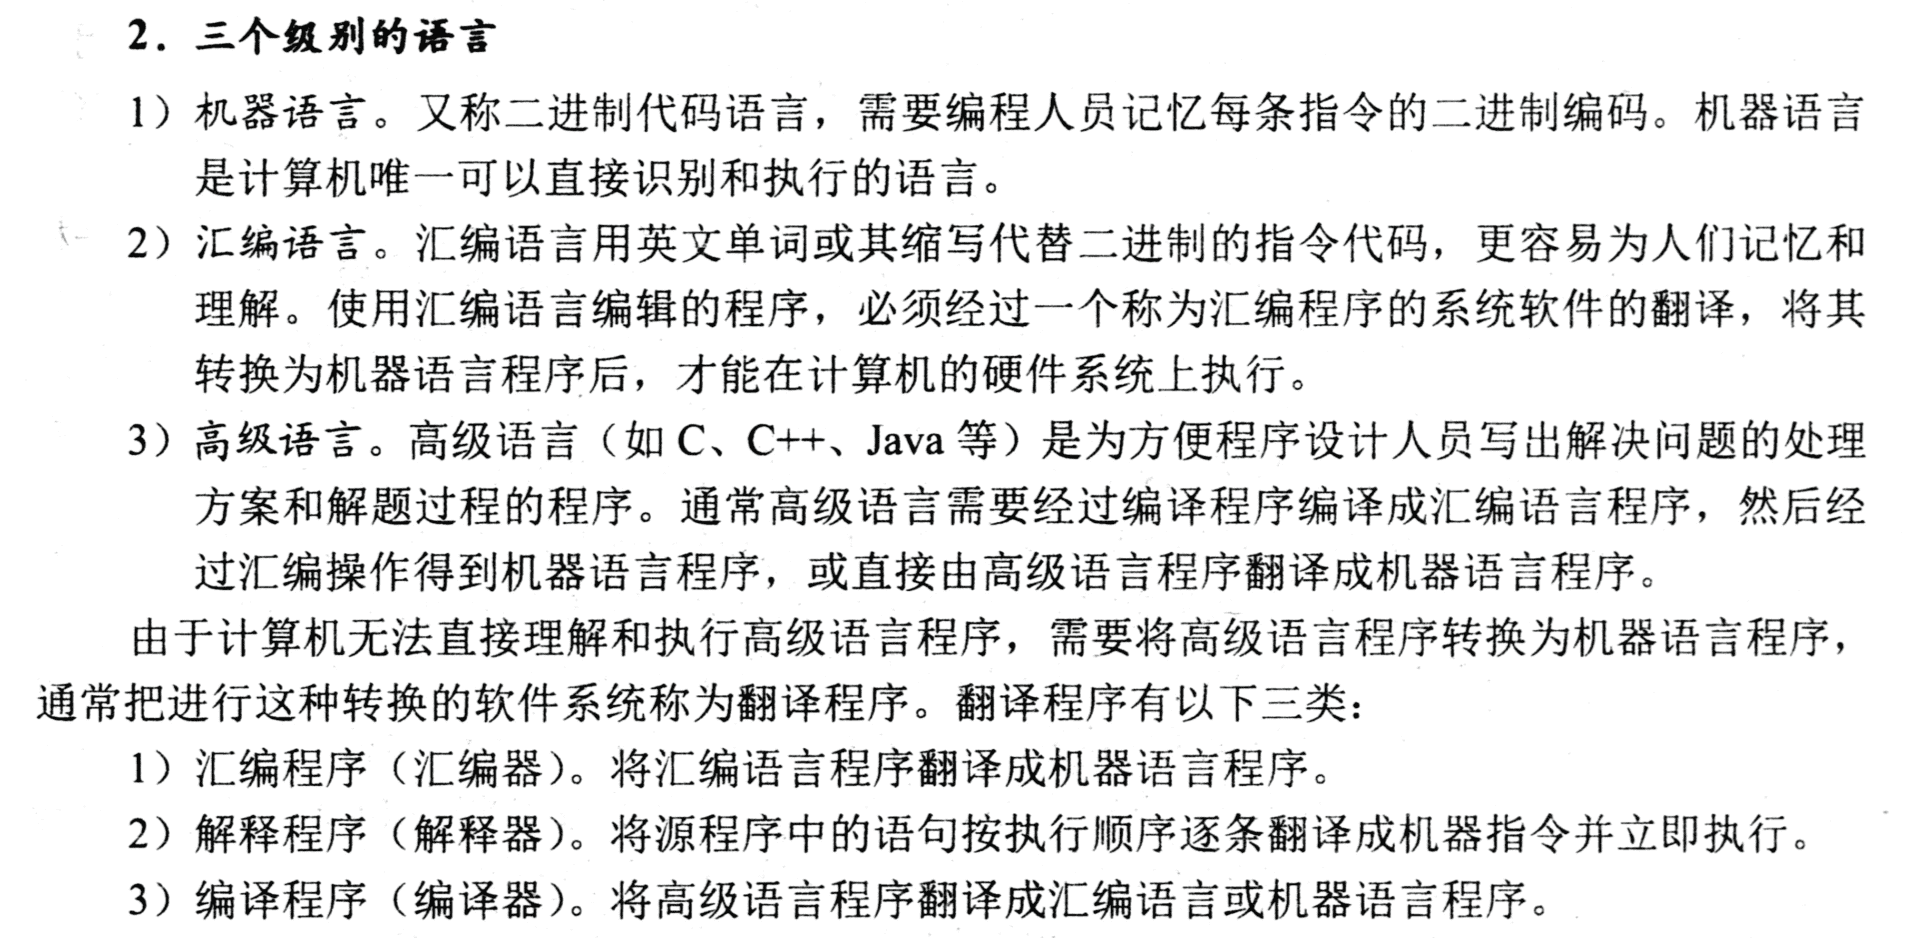 2．三个级别的语言
1）机器语言。又称二进制代码语言，需要编程人员记忆每条指令的二进制编码。机器语言
是计算机唯一可以直接识别和执行的语言。
2）汇编语言。汇编语言用英文单词或其缩写代替二进制的指令代码，更容易为人们记忆和
理解。使用汇编语言编辑的程序，必须经过一个称为汇编程序的系统软件的翻译，将其
转换为机器语言程序后，才能在计算机的硬件系统上执行。
3）高级语言。高级语言（如 C、C++、Java 等）是为方便程序设计人员写出解决问题的处理
方案和解题过程的程序。通常高级语言需要经过编译程序编译成汇编语言程序，然后经
过汇编操作得到机器语言程序，或直接由高级语言程序翻译成机器语言程序。
由于计算机无法直接理解和执行高级语言程序，需要将高级语言程序转换为机器语言程序，
通常把进行这种转换的软件系统称为翻译程序。翻译程序有以下三类：
1）汇编程序（汇编器）。将汇编语言程序翻译成机器语言程序。
2）解释程序（解释器）。将源程序中的语句按执行顺序逐条翻译成机器指令并立即执行。
3）编译程序（编译器）。将高级语言程序翻译成汇编语言或机器语言程序。